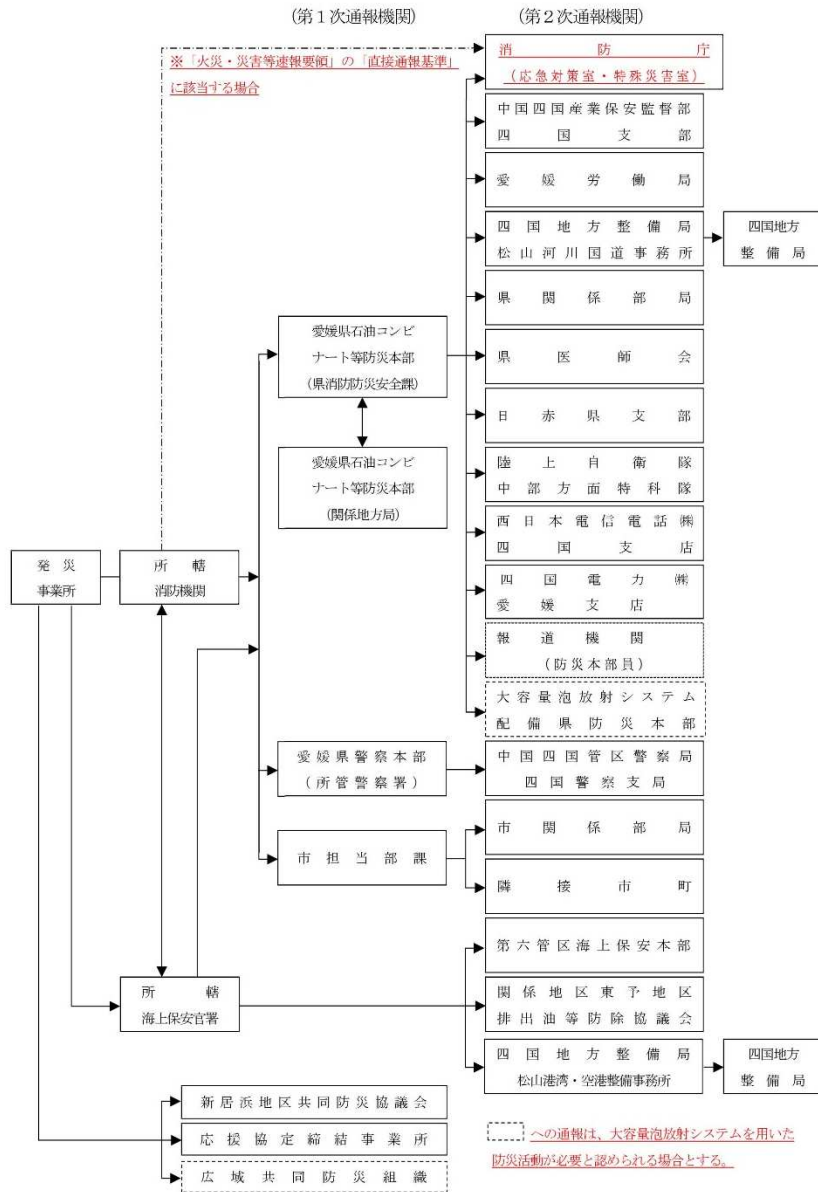 (第１次通報機関)
(第２次通報機関)
※「火災・災害等速報要領」の「直接通報基準」
に該当する場合
消防庁
(応急対策室・特殊災害室)
中国四国産業保安監督部
四国支部
愛媛労働局
四国地方整備局
松山河川国道事務所
四国地方
整備局
県関係部局
愛媛県石油コンビ
ナート等防災本部
(県消防防災安全課)
県医師会
日赤県支部
愛媛県石油コンビ
ナート等防災本部
(関係地方局)
陸上自衛隊
中部方面特科隊
西日本電信電話㈱
四国支店
発災
事業所
所轄
消防機関
四国電力㈱
愛媛支店
報道機関
(防災本部員)
大容量泡放射システム
配備県防災本部
愛媛県警察本部
(所管警察署)
中国四国管区警察局
四国警察支局
市担当部課
市関係部局
隣接市町
第六管区海上保安本部
所轄
海上保安官署
関係地区東予地区
排出油等防除協議会
四国地方整備局
松山港湾・空港整備事務所
四国地方
整備局
新居浜地区共同防災協議会
応援協定締結事業所
広域共同防災組織
への通報は、大容量泡放射システムを用いた
防災活動が必要と認められる場合とする。